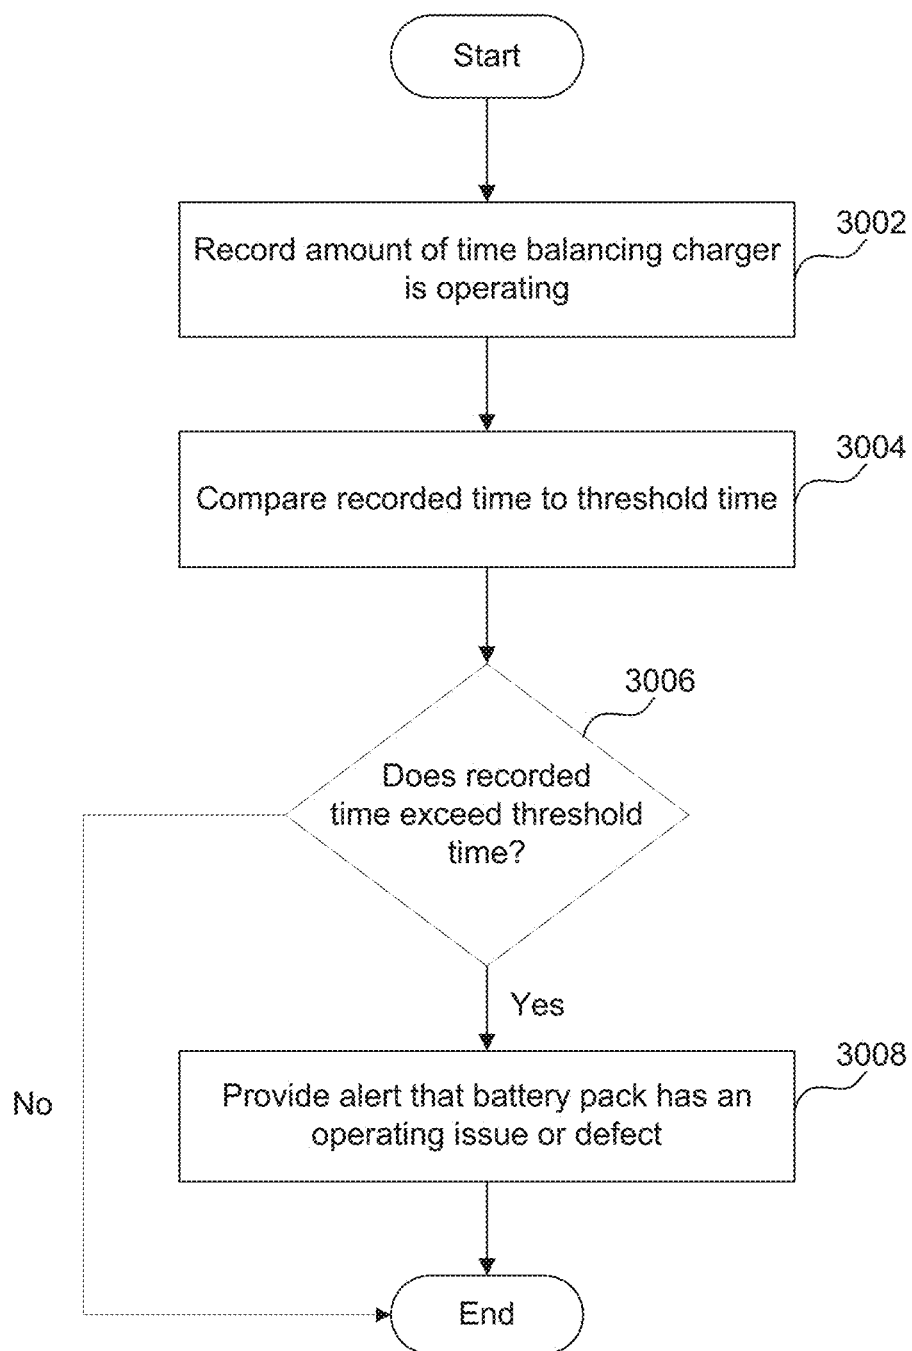 Start
3002
Record amount of time balancing charger
is operating
3004
Compare recorded time to threshold time
3006
Does recorded
time exceed threshold
time?
Yes
3008
Provide alert that battery pack has an
operating issue or defect
No
End